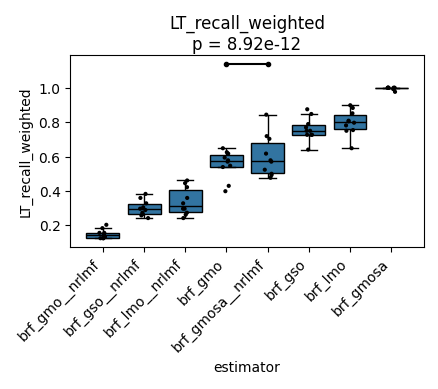 LT_recall_weighted
p = 8.92e-12
LT_recall_weighted
1.0
0.8
0.6
0.4
0.2
brf_gmo__nrlmf
brf_gso__nrlmf
brf_lmo__nrlmf
brf_gmo
brf_gmosa__nrlmf
brf_gso
brf_lmo
brf_gmosa
estimator